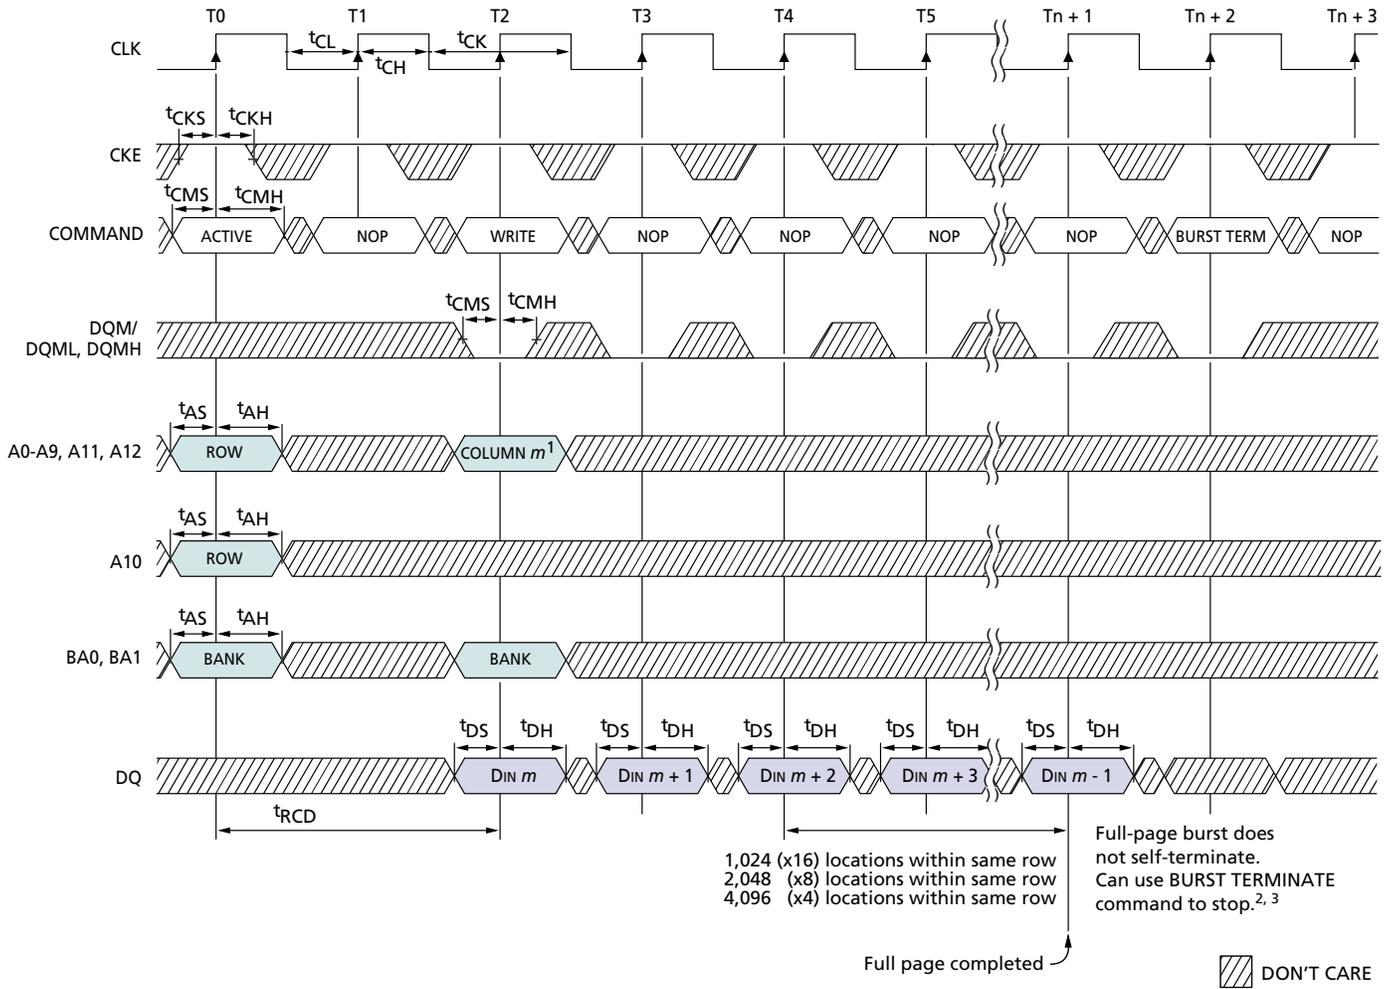 T0 T1 T2 T3 T4 T5 Tn + 1 Tn + 2 Tn + 3
CLK
tCL tCH tCK
tCKS tCKH
CKE
tCMS tCMH
COMMAND ACTIVE NOP WRITE NOP NOP NOP NOP BURST TERM NOP
tCMS tCMH
DQM/
DQML, DQMH
tAS tAH
A0-A9, A11, A12 ROW COLUMN m1
tAS tAH
A10 ROW
tAS tAH
BA0, BA1 BANK BANK
tDS tDH tDS tDH tDS tDH tDS tDH tDS tDH
DQ DIN m DIN m + 1 DIN m + 2 DIN m + 3 DIN m - 1
tRCD
1,024 (x16) locations within same row
2,048 (x8) locations within same row
4,096 (x4) locations within same row
Full-page burst does
not self-terminate.
Can use BURST TERMINATE
command to stop.2, 3
Full page completed
DON'T CARE